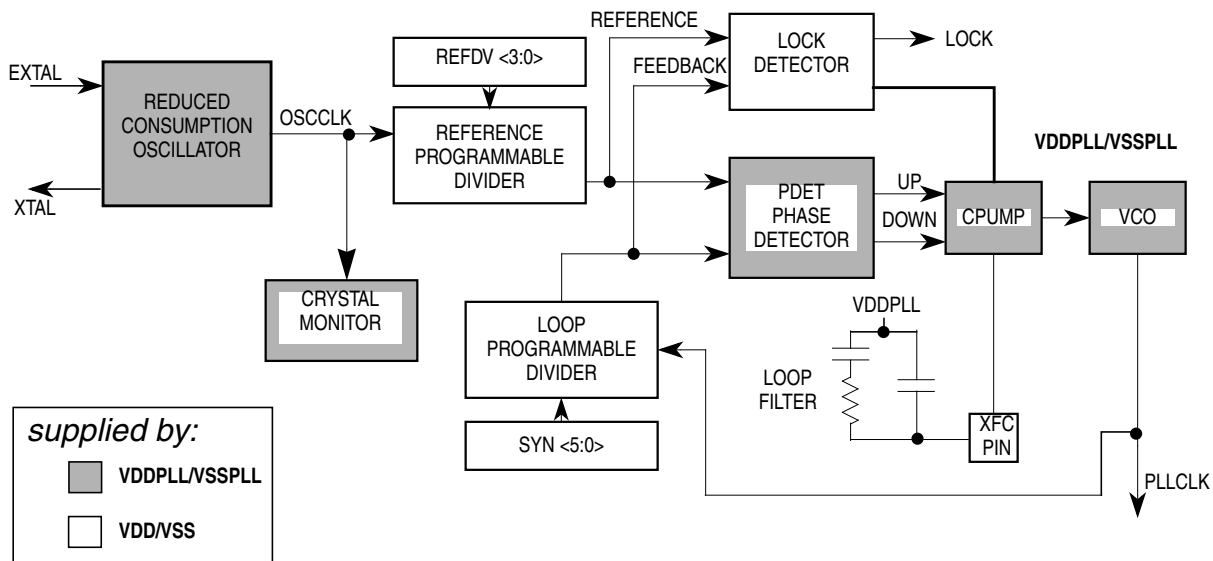 REFERENCE
REFDV <3:0>
LOCK
DETECTOR
LOCK
EXTAL
FEEDBACK
REDUCED
CONSUMPTION
OSCILLATOR
OSCCLK
REFERENCE
PROGRAMMABLE
DIVIDER
VDDPLL/VSSPLL
XTAL
PDET
PHASE
DETECTOR
UP
DOWN
CPUMP
VCO
CRYSTAL
MONITOR
LOOP
PROGRAMMABLE
DIVIDER
VDDPLL
LOOP
FILTER
XFC
PIN
SYN <5:0>
PLLCLK
supplied by:
VDDPLL/VSSPLL
VDD/VSS